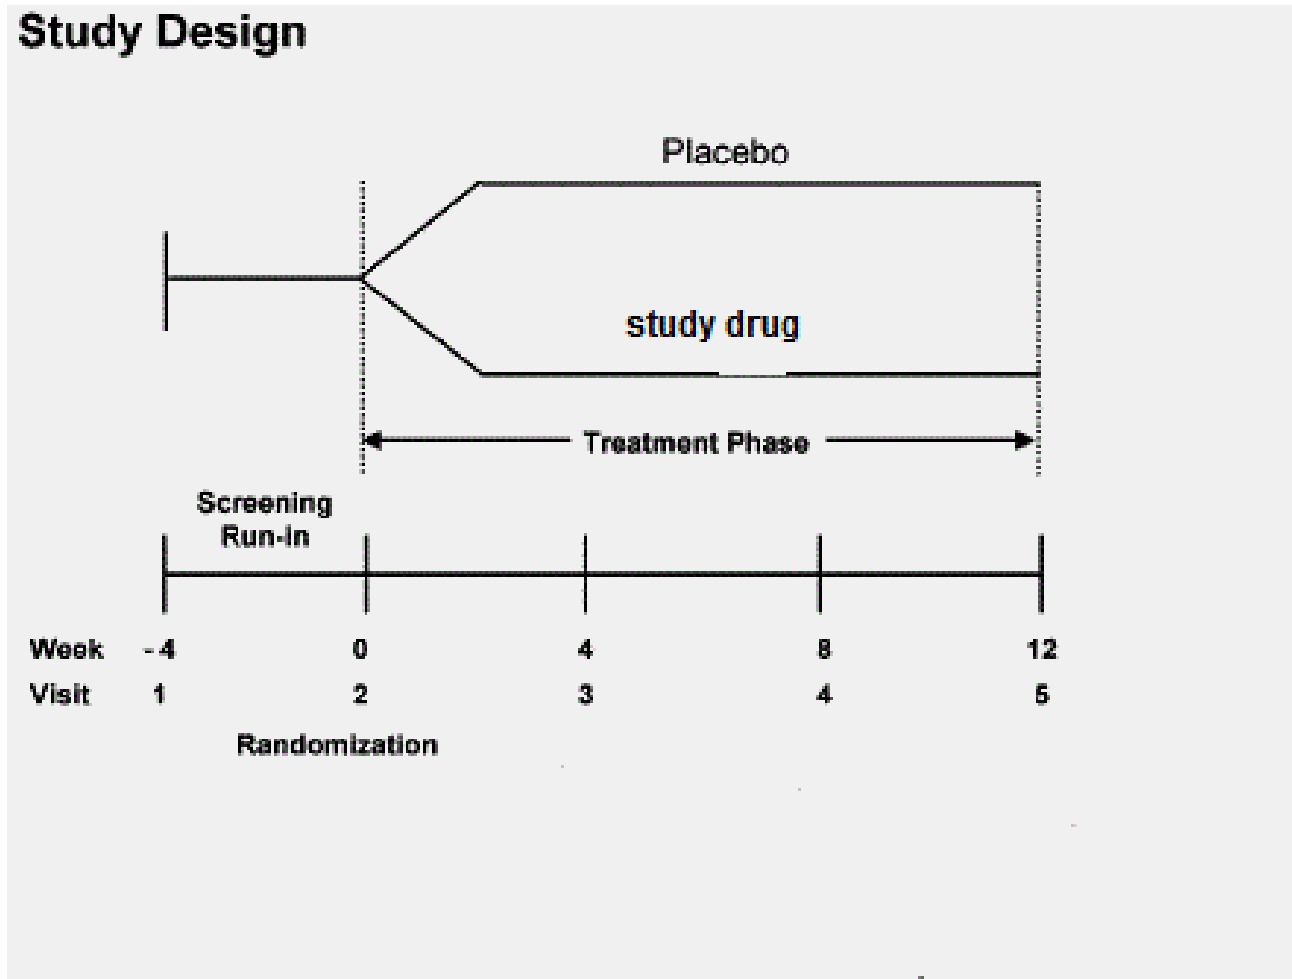 Study Design
Placebo
study drug
Treatment Phase
Screening
Run-in
Week -4 0 4 8 12
Visit 1 2 3 4 5
Randomization